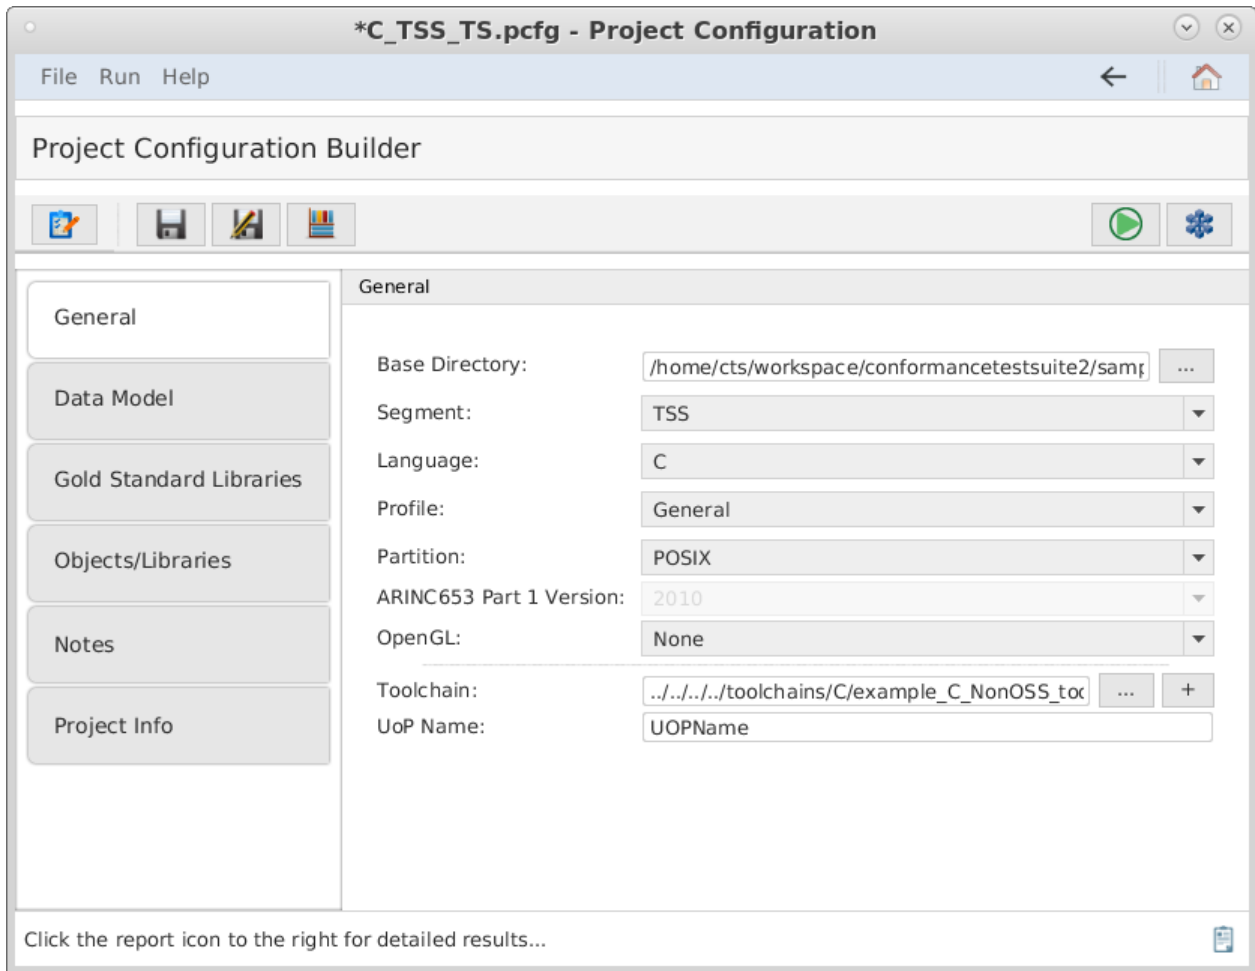 *C_TSS_TS.pcfg - Project Configuration
File Run Help
Project Configuration Builder
General
Data Model
Gold Standard Libraries
Objects/Libraries
Notes
Project Info
General
Base Directory: /home/cts/workspace/conformancetestsuite2/samp ...
Segment: TSS
Language: C
Profile: General
Partition: POSIX
ARINC653 Part 1 Version: 2010
OpenGL: None
Toolchain: ../../../../toolchains/C/example_C_NonOSS_toc ... +
UoP Name: UOPName
Click the report icon to the right for detailed results...